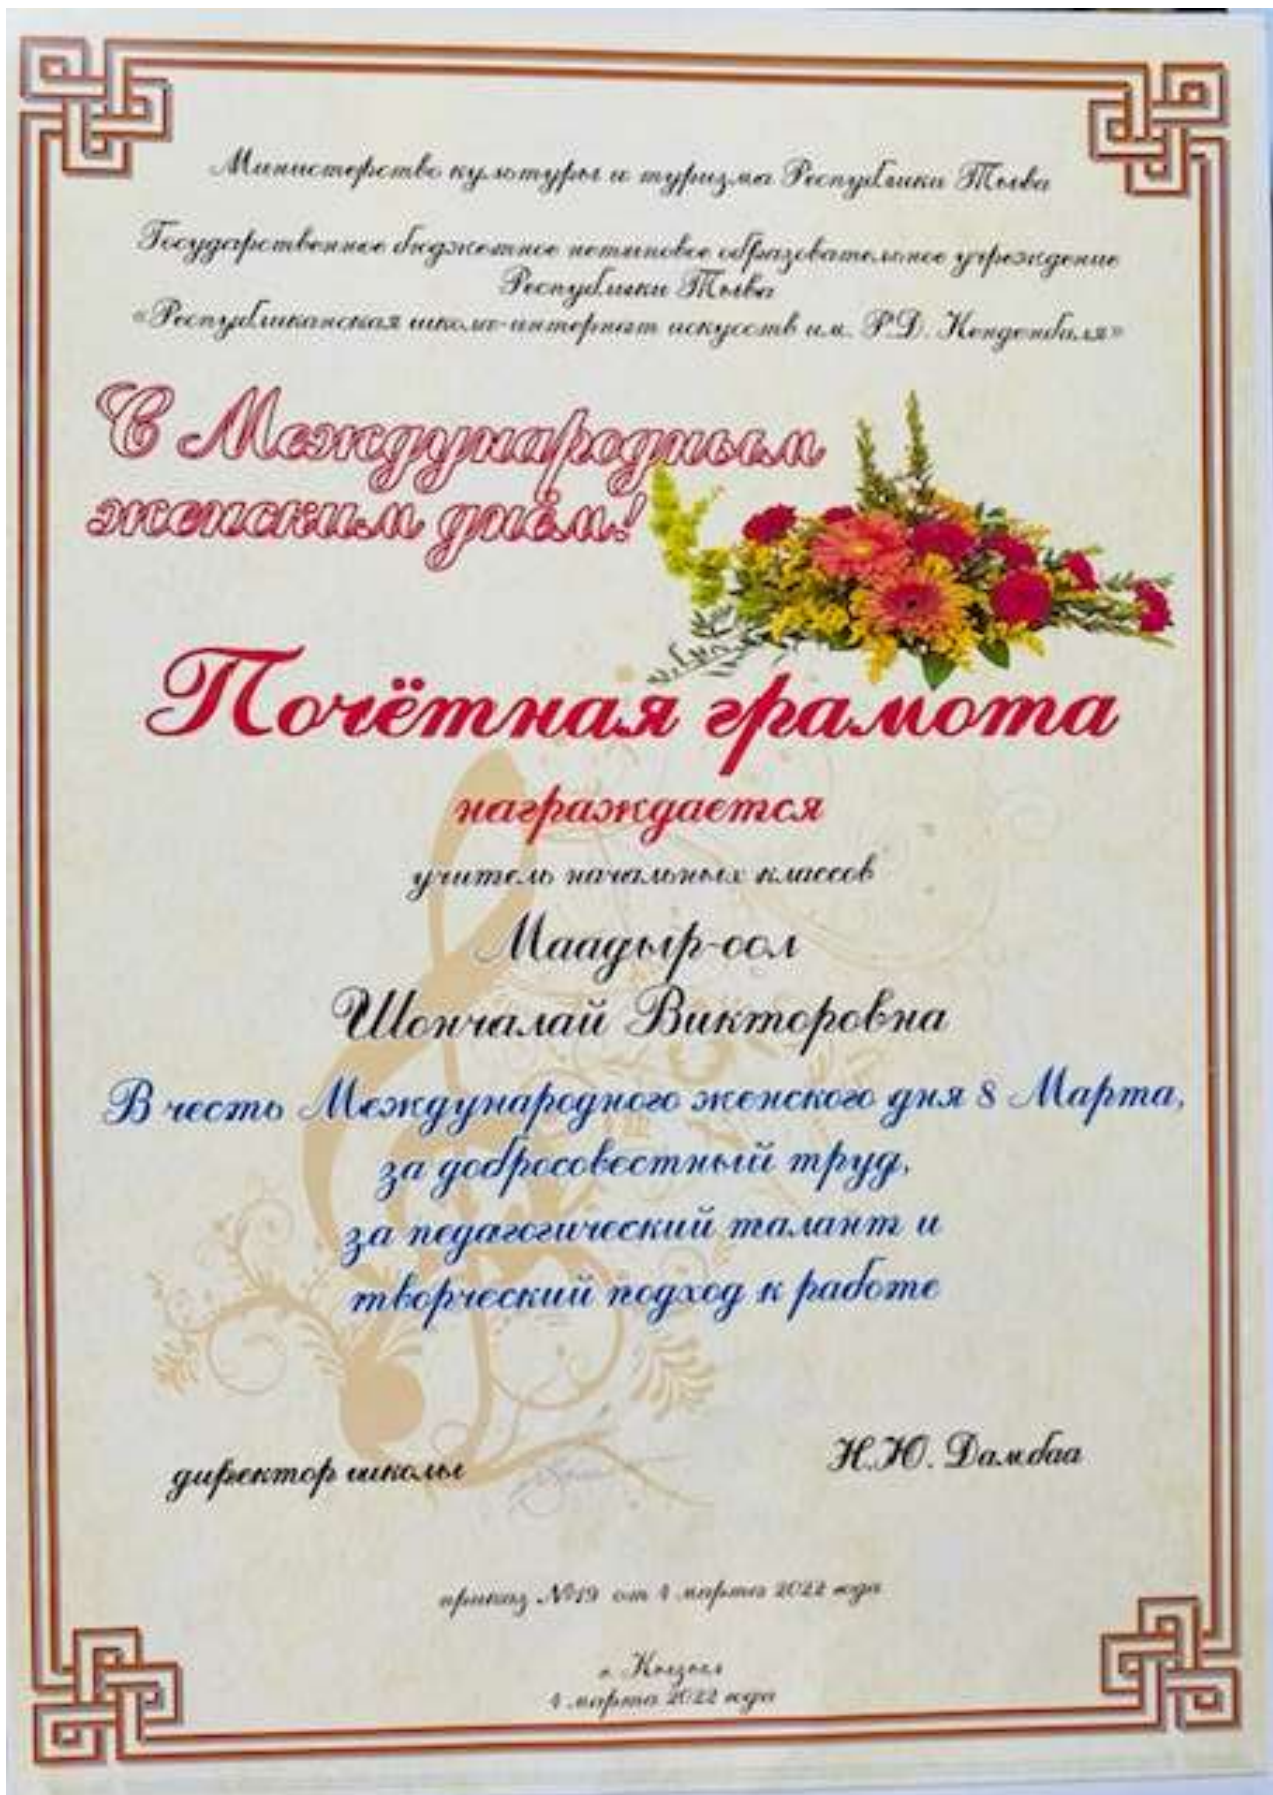 Министерство культуры и туризма Республики Тыва
Государственное бюджетное нетиповое образовательное учреждение
Республики Тыва
«Республиканская школа-интернат искусств им. Р.Д. Кенденбаля»
С Международным
женским днём!
Почётная грамота
награждается
учитель начальных классов
Маадыр-оол
Шончалай Викторовна
В честь Международного женского дня 8 Марта,
за добросовестный труд,
за педагогический талант и
творческий подход к работе
директор школы
Н.Ю. Дамбаа
приказ №19 от 4 марта 2022 года
г. Кызыл
4 марта 2022 года